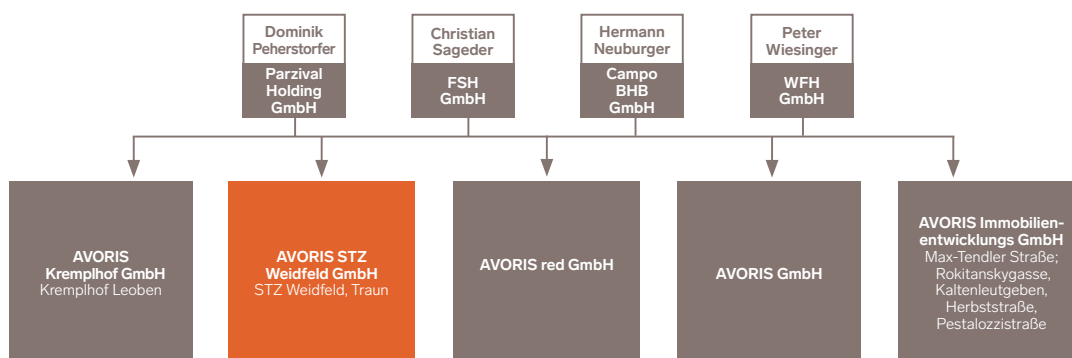 Dominik
Peherstorfer
Parzival
Holding
GmbH
Christian
Sageder
FSH
GmbH
Hermann
Neuburger
Campo
BHB
GmbH
Peter
Wiesinger
WFH
GmbH
AVORIS
Kremplhof GmbH
Kremplhof Leoben
AVORIS STZ
Weidfeld GmbH
STZ Weidfeld, Traun
AVORIS red GmbH
AVORIS GmbH
AVORIS Immobilien-
entwicklungs GmbH
Max-Tendler Straße;
Rokitanskygasse,
Kaltenleutgeben,
Herbststraße,
Pestalozzistraße